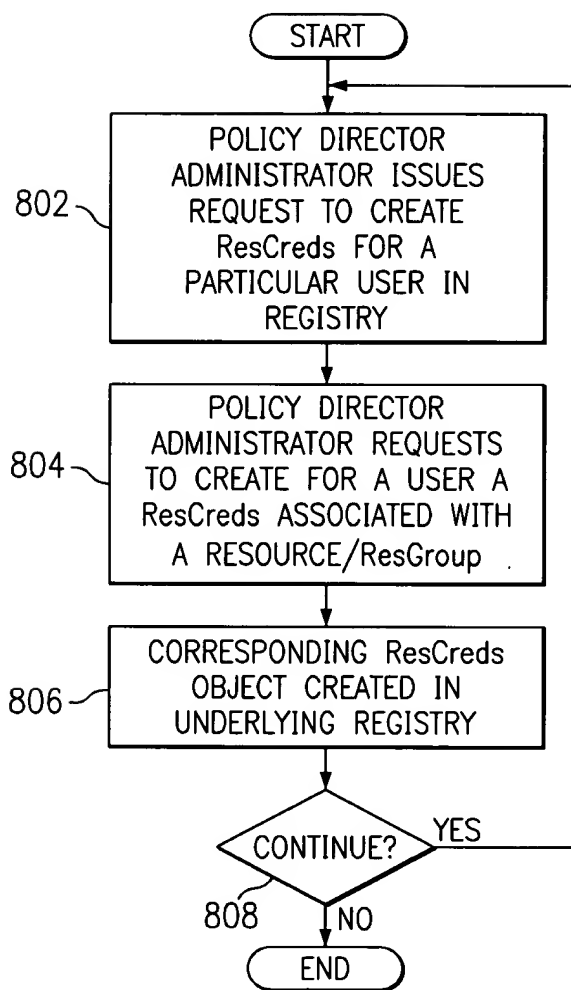 START
POLICY DIRECTOR
ADMINISTRATOR ISSUES
REQUEST TO CREATE
ResCreds FOR A
PARTICULAR USER IN
REGISTRY
802
POLICY DIRECTOR
ADMINISTRATOR REQUESTS
TO CREATE FOR A USER A
ResCreds ASSOCIATED WITH
A RESOURCE/ResGroup
804
CORRESPONDING ResCreds
OBJECT CREATED IN
UNDERLYING REGISTRY
806
CONTINUE?
YES
808
NO
END